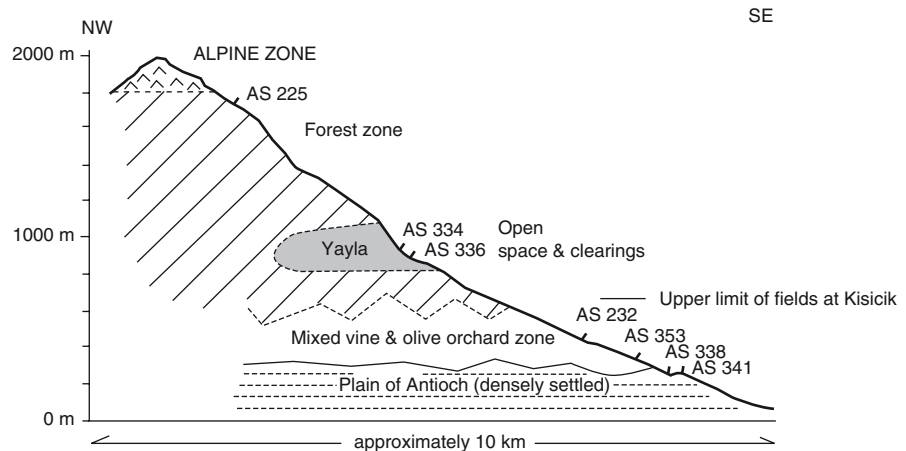 NW
SE
2000 m
ALPINE ZONE
AS 225
Forest zone
1000 m
AS 334
Open
Yayla
AS 336
space & clearings
Upper limit of fields at Kisicik
AS 232
Mixed vine & olive orchard zone
AS 353
AS 338
AS 341
Plain of Antioch (densely settled)
0 m
approximately 10 km